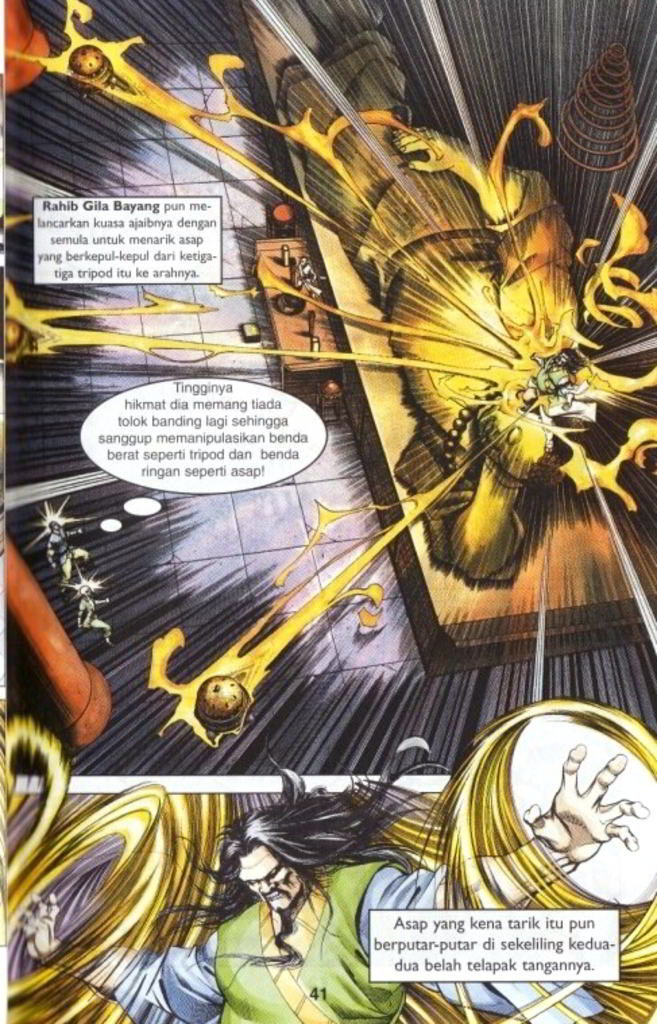 Rahib Gila Bayang pun me-
lancarkan kuasa ajaibnya dengan
semula untuk menarik asap
yang berkepul-kepul dari ketiga-
tiga tripod itu ke arahnya.
Tingginya
hikmat dia memang tiada
tolok banding lagi sehingga
sanggup memanipulasikan benda
berat seperti tripod dan benda
ringan seperti asap!
Asap yang kena tarik itu pun
berputar-putar di sekeliling kedua-
dua belah telapak tangannya.
41